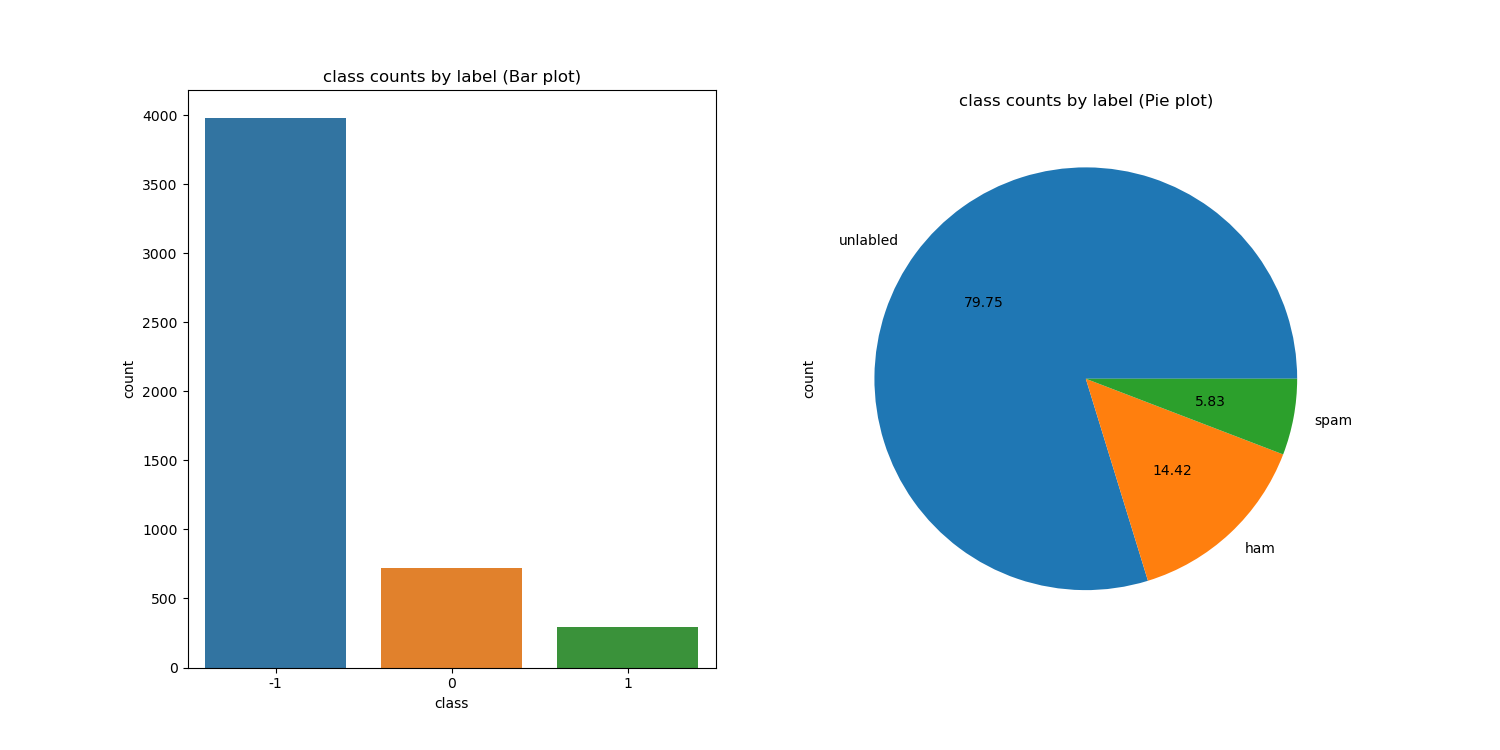 class counts by label (Bar plot)
4000
3500
3000
2500
2000
1500
1000
500
0
count
-1
0
1
class
class counts by label (Pie plot)
count
unlabled
79.75
5.83
spam
14.42
ham